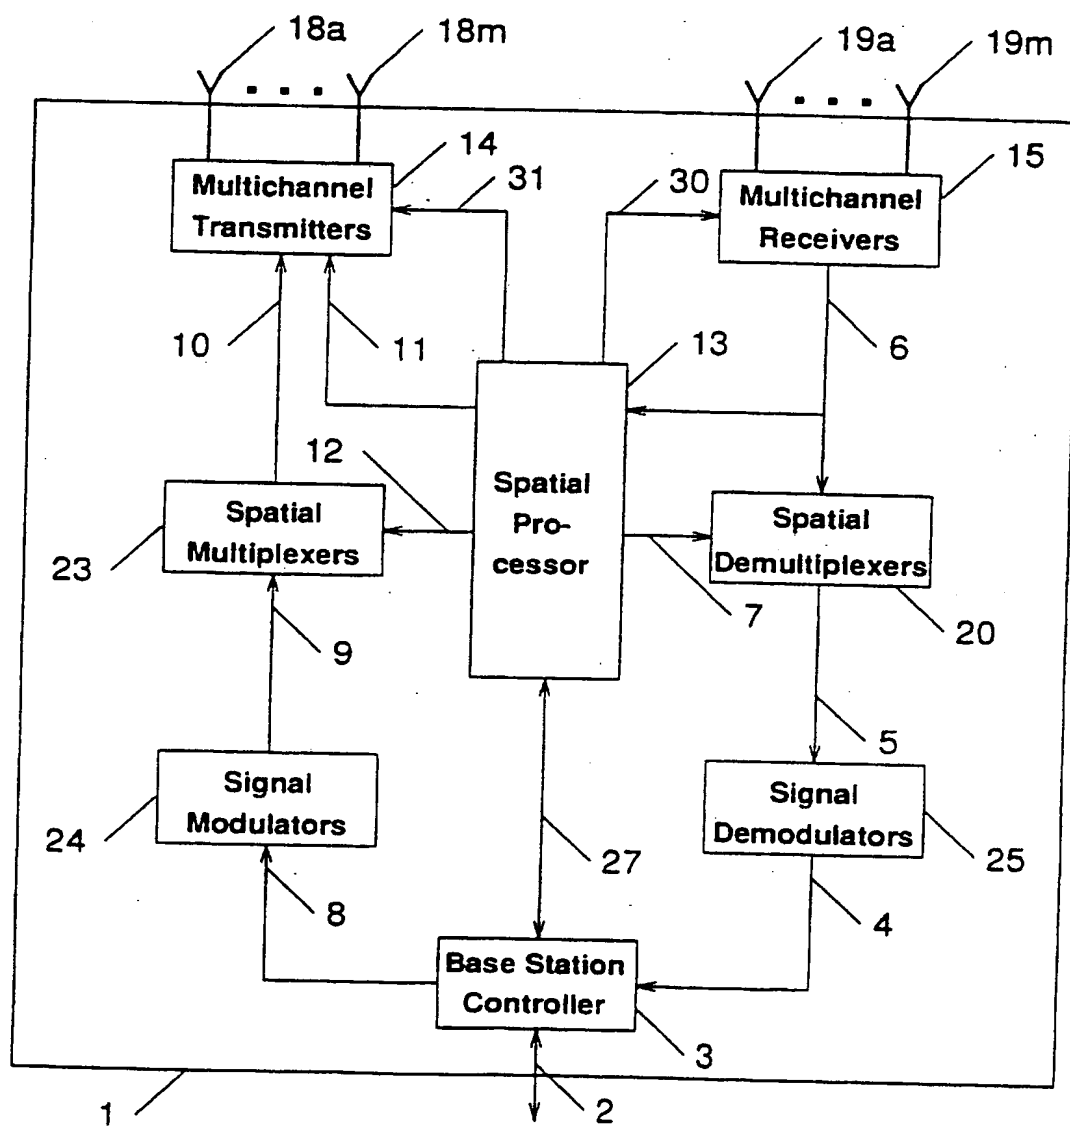 18a
18m
19a
19m
14
31
30
15
Multichannel
Transmitters
Multichannel
Receivers
10
11
13
6
12
Spatial
Pro-
cessor
Spatial
Multiplexers
Spatial
Demultiplexers
23
9
7
20
5
Signal
Modulators
Signal
Demodulators
24
8
27
4
25
Base Station
Controller
3
1
2